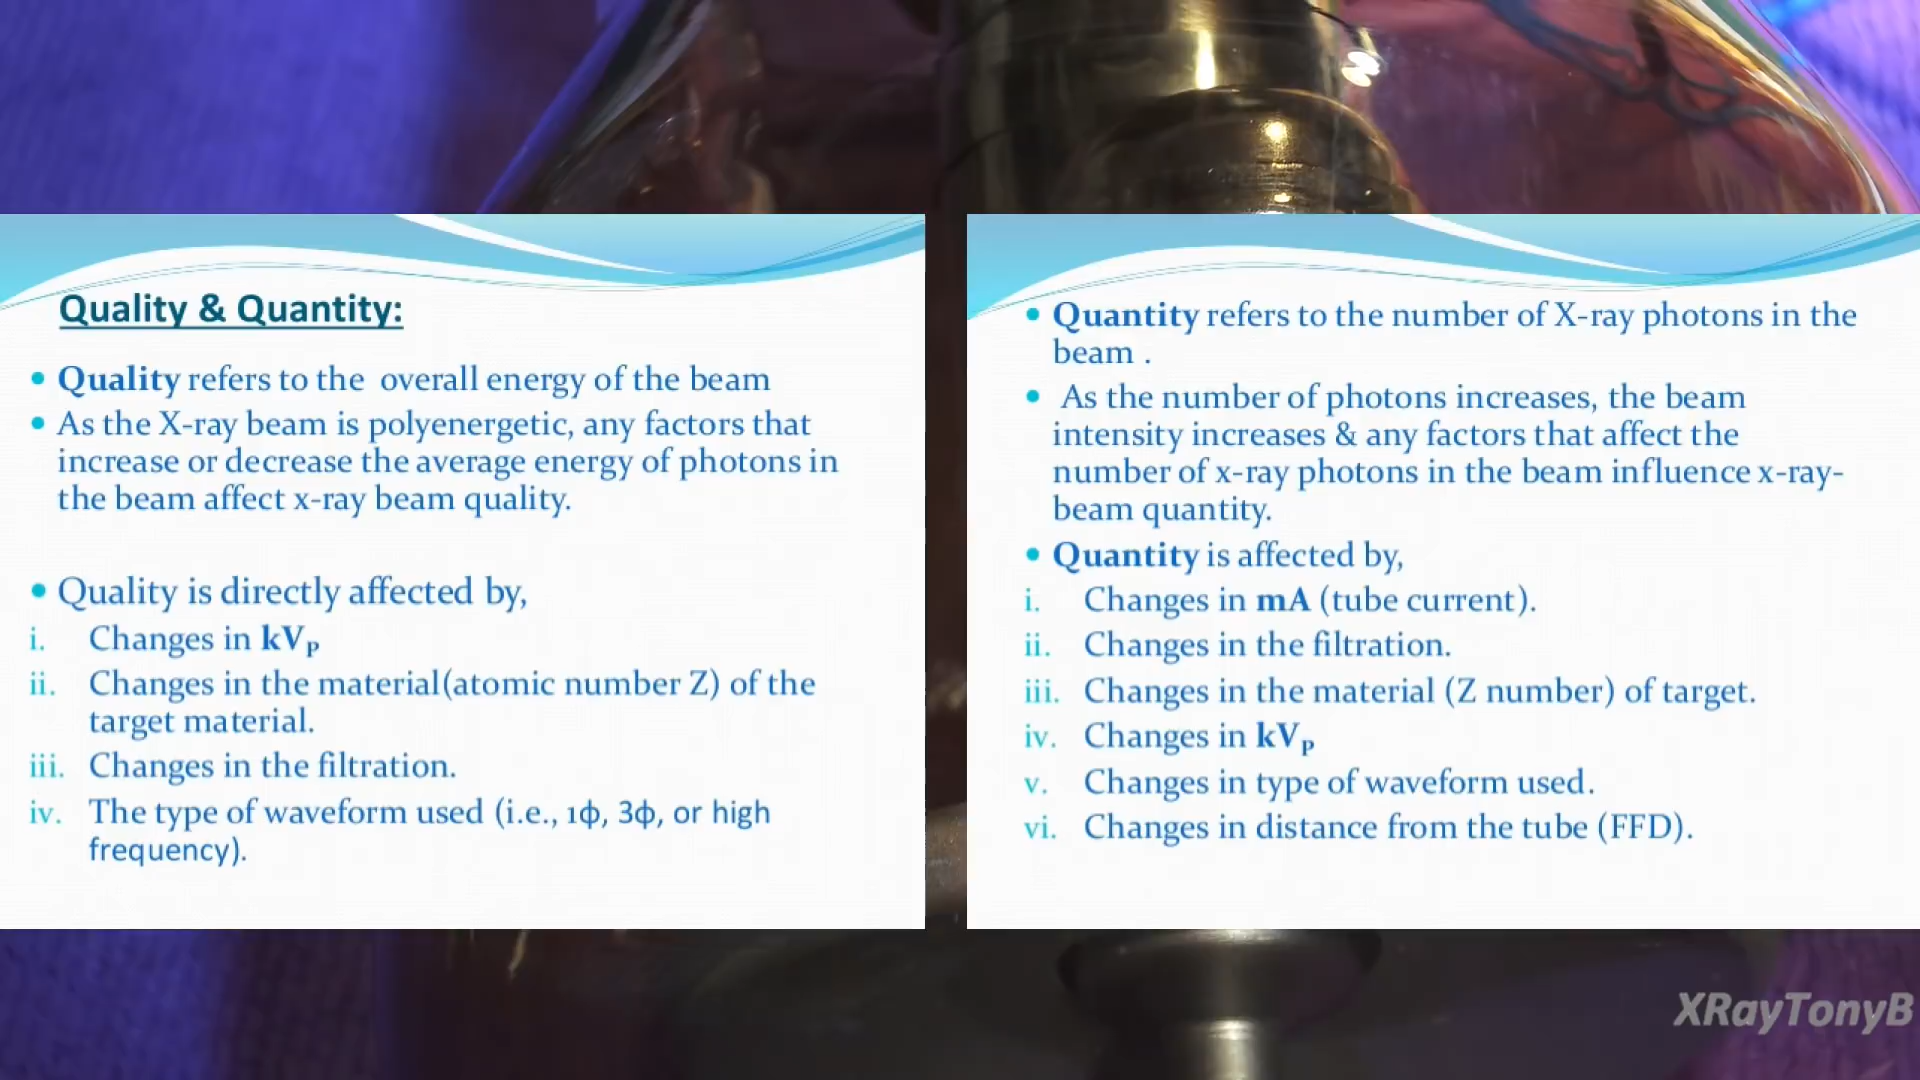 Quality & Quantity:
• Quality refers to the overall energy of the beam
• As the X-ray beam is polyenergetic, any factors that
increase or decrease the average energy of photons in
the beam affect x-ray beam quality.
• Quality is directly affected by,
i. Changes in kVP
ii. Changes in the material(atomic number Z) of the
target material.
iii. Changes in the filtration.
iv. The type of waveform used (i.e., 1ф, 3ф, or high
frequency).
• Quantity refers to the number of X-ray photons in the
beam .
• As the number of photons increases, the beam
intensity increases & any factors that affect the
number of x-ray photons in the beam influence x-ray-
beam quantity.
• Quantity is affected by,
i. Changes in mA (tube current).
ii. Changes in the filtration.
iii. Changes in the material (Z number) of target.
iv. Changes in kVP
v. Changes in type of waveform used.
vi. Changes in distance from the tube (FFD).
XRayTonyB